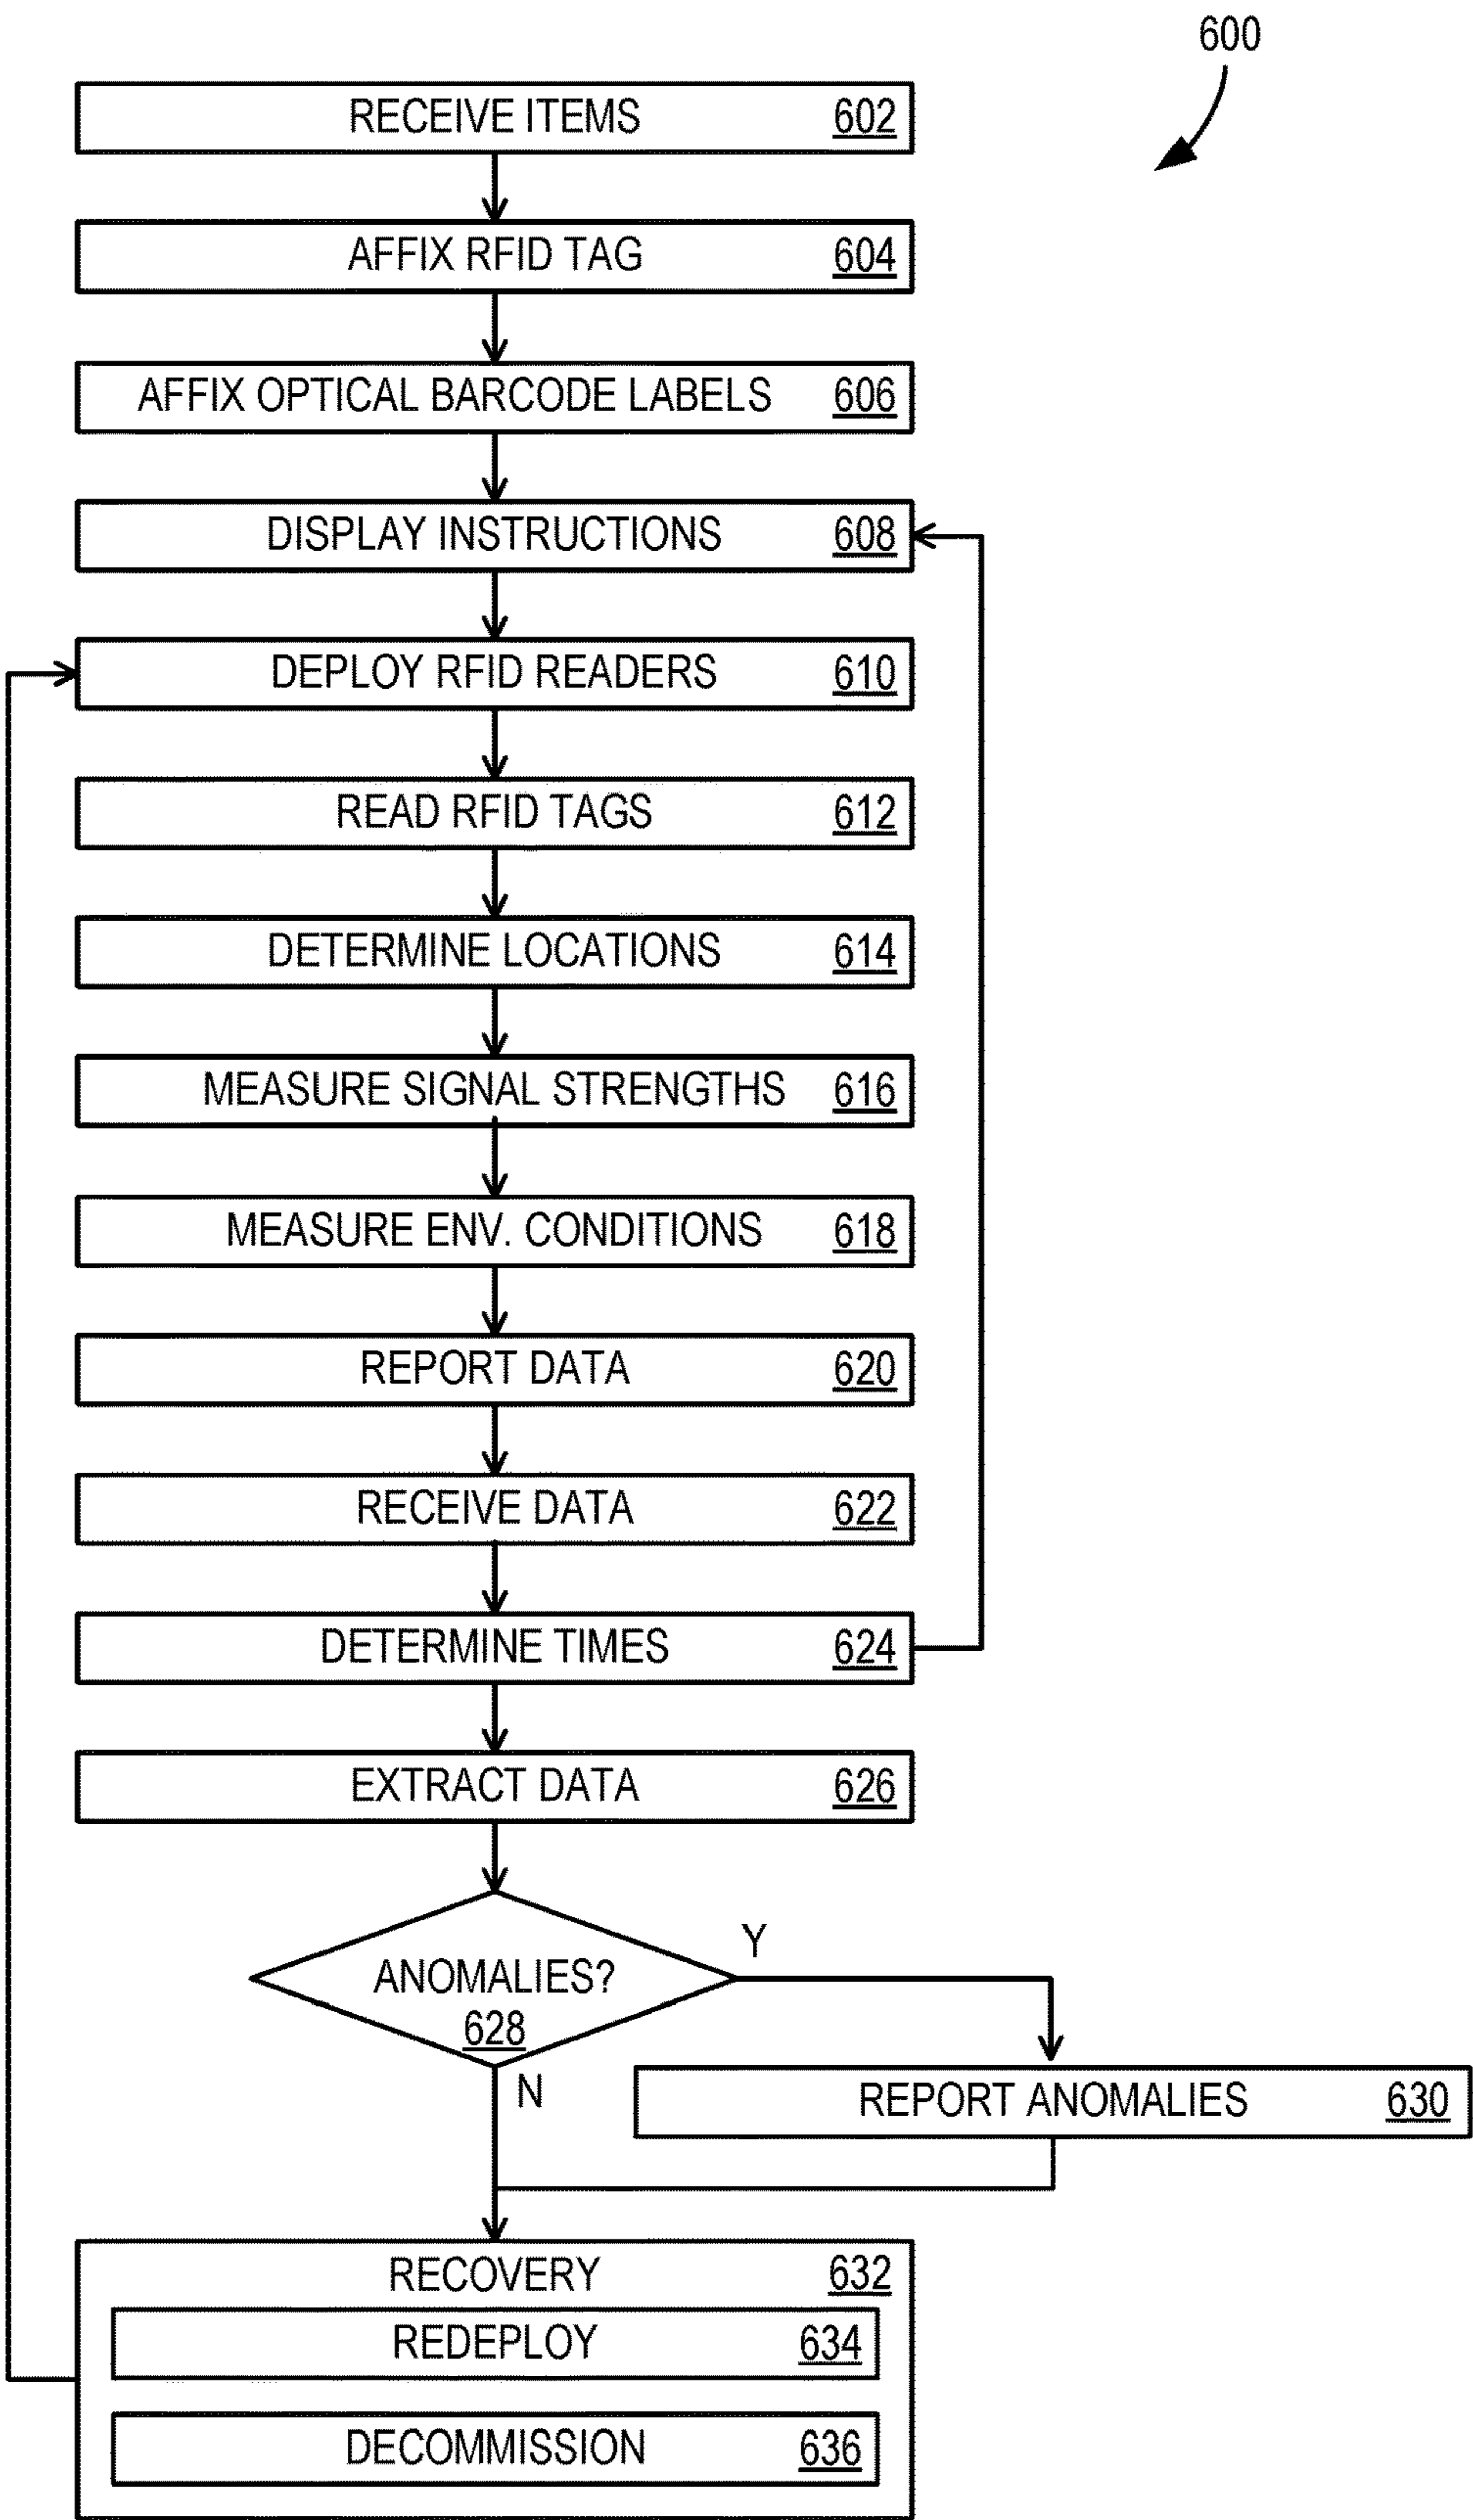 600
RECEIVE ITEMS 602
AFFIX RFID TAG 604
AFFIX OPTICAL BARCODE LABELS 606
DISPLAY INSTRUCTIONS 608
DEPLOY RFID READERS 610
READ RFID TAGS 612
DETERMINE LOCATIONS 614
MEASURE SIGNAL STRENGTHS 616
MEASURE ENV. CONDITIONS 618
REPORT DATA 620
RECEIVE DATA 622
DETERMINE TIMES 624
EXTRACT DATA 626
Y
ANOMALIES?
628
N
REPORT ANOMALIES 630
RECOVERY 632
REDEPLOY 634
DECOMMISSION 636